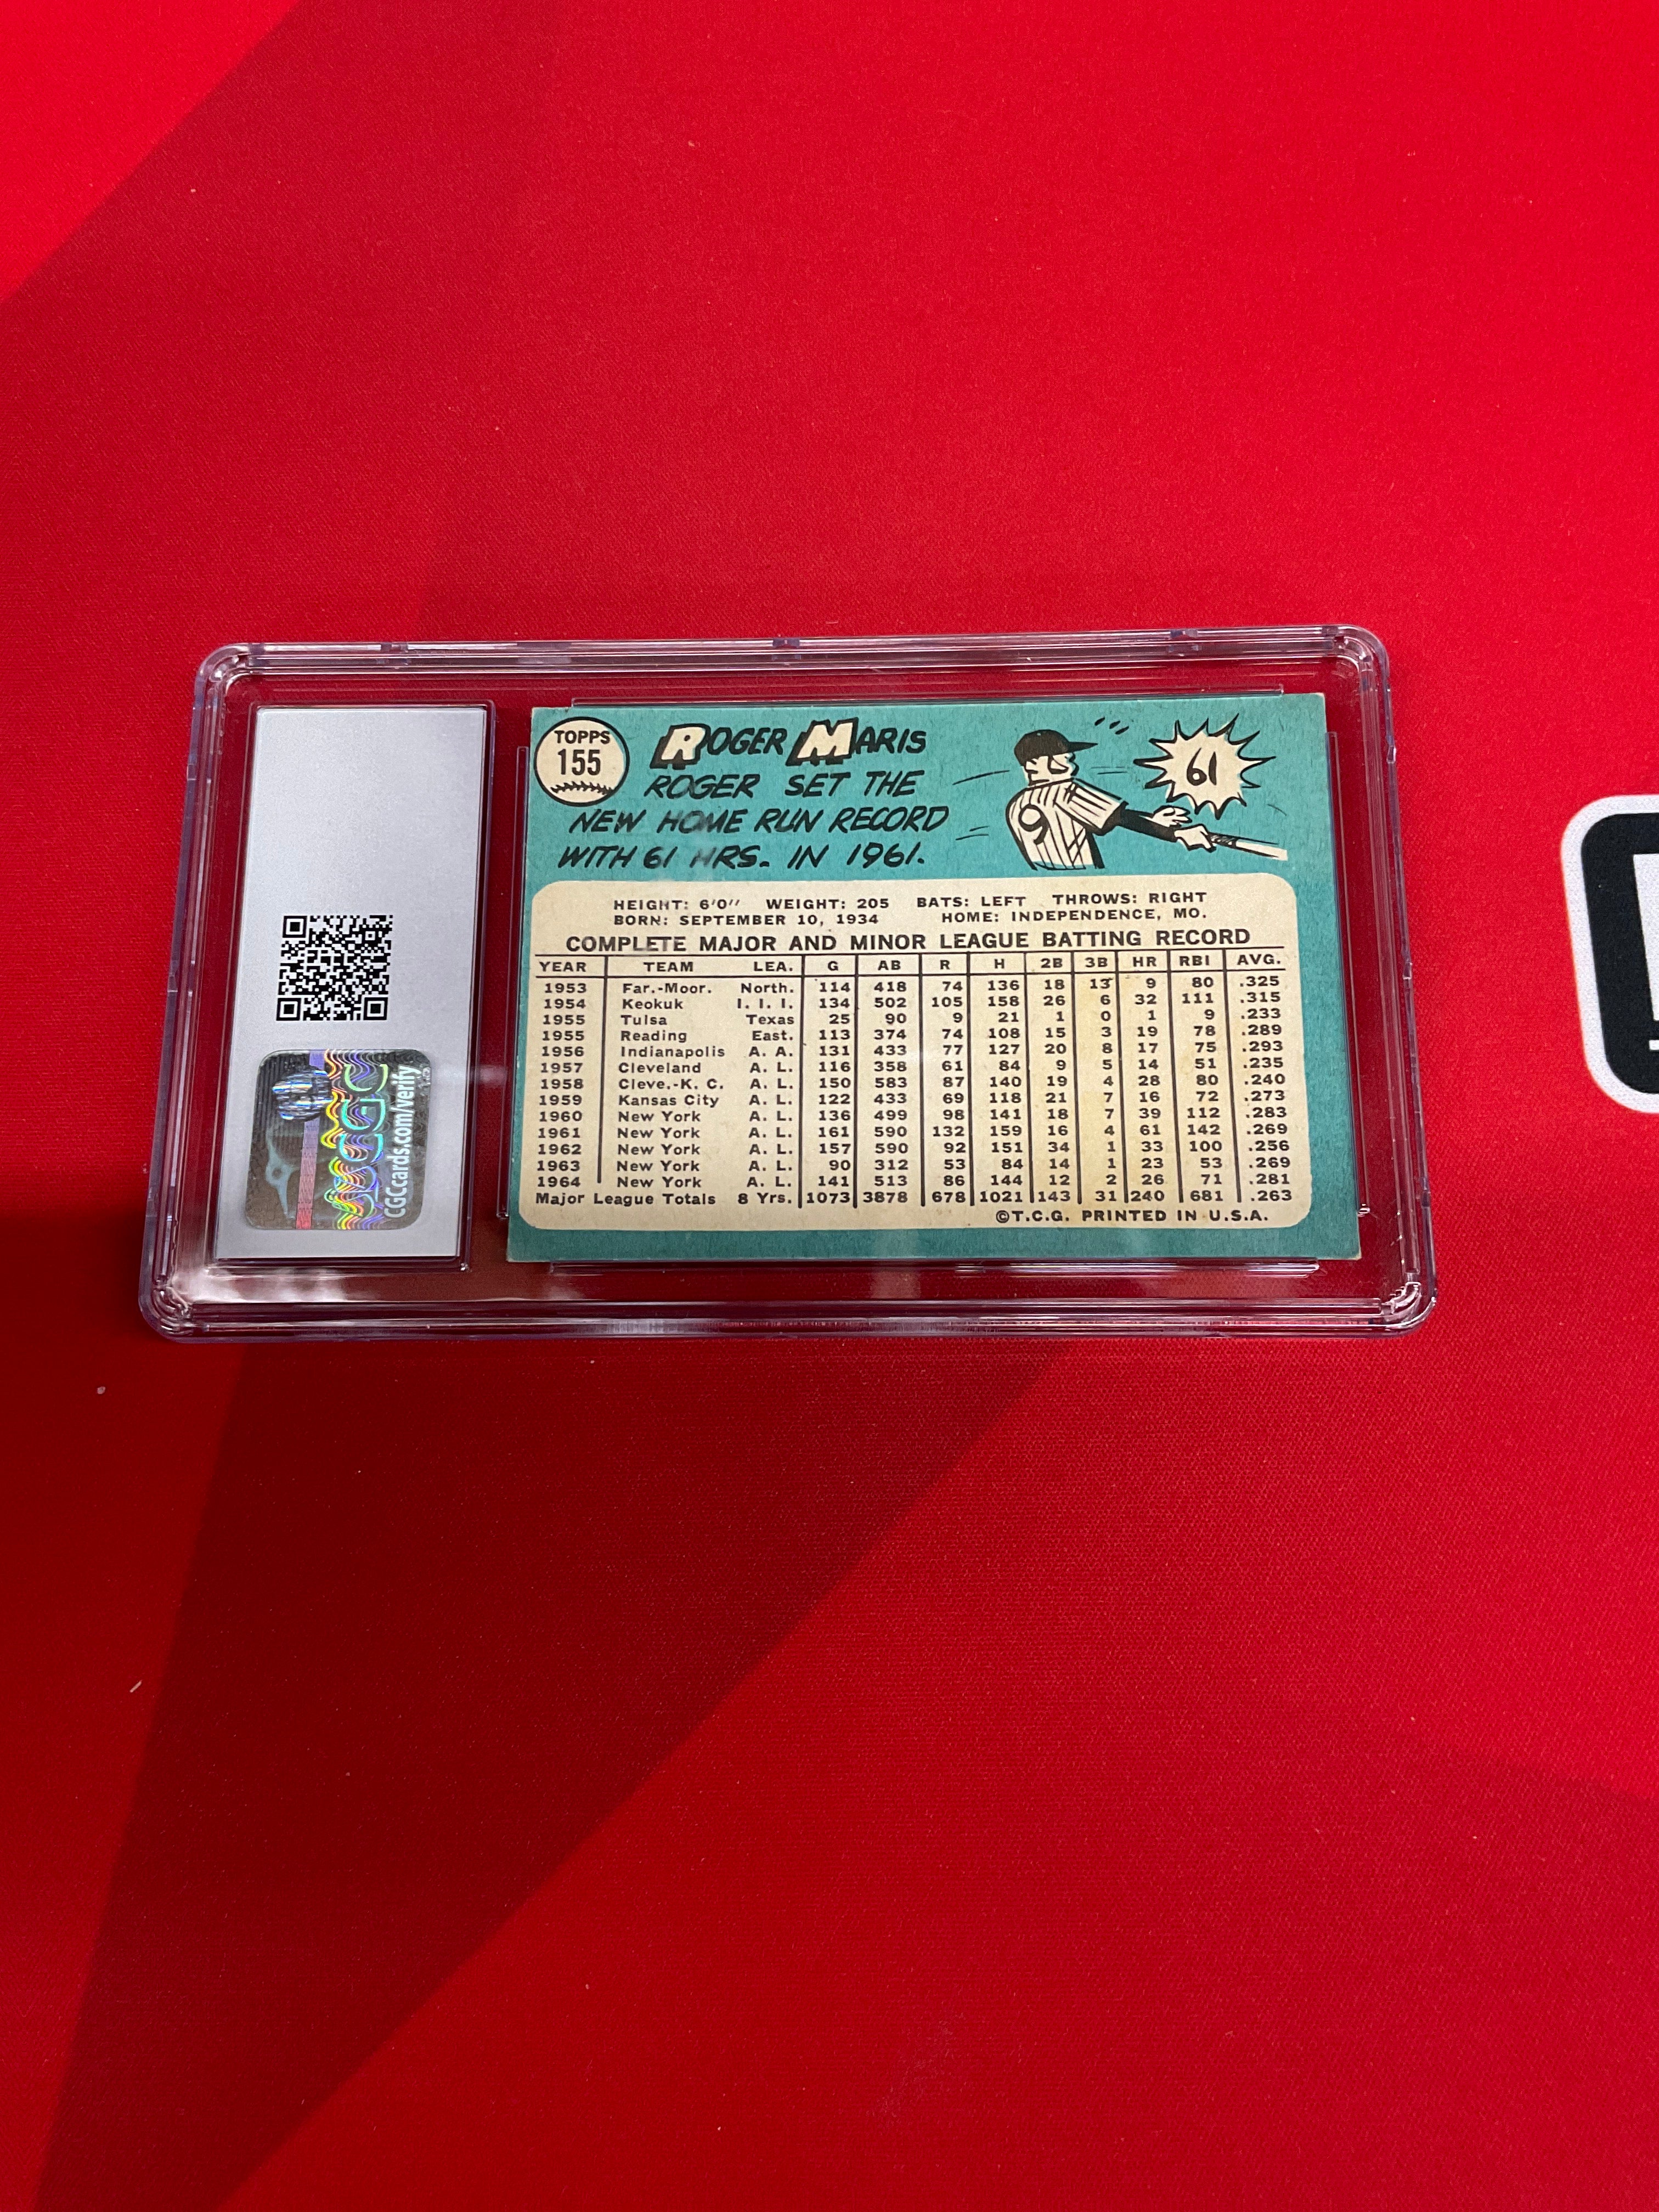 TOPPS
155
ROGER MARIS
ROGER SET THE
NEW HOME RUN RECORD
WITH 61 HRS. IN 1961.
61
9
HEIGHT: 6'0" WEIGHT: 205 BATS: LEFT THROWS: RIGHT
BORN: SEPTEMBER 10, 1934 HOME: INDEPENDENCE, MO.
COMPLETE MAJOR AND MINOR LEAGUE BATTING RECORD
YEAR TEAM LEA. G AB R H 2B 3B HR RBI AVG.
1953 Far.-Moor. North. 114 418 74 136 18 13 9 80 .325
1954 Keokuk I. I. I. 134 502 105 158 26 6 32 111 .315
1955 Tulsa Texas 25 90 9 21 1 0 1 9 .233
1955 Reading East. 113 374 74 108 15 3 19 78 .289
1956 Indianapolis A. A. 131 433 77 127 20 8 17 75 .293
1957 Cleveland A. L. 116 358 61 84 9 5 14 51 .235
1958 Cleve.-K. C. A. L. 150 583 87 140 19 4 28 80 .240
1959 Kansas City A. L. 122 433 69 118 21 7 16 72 .273
1960 New York A. L. 136 499 98 141 18 7 39 112 .283
1961 New York A. L. 161 590 132 159 16 4 61 142 .269
1962 New York A. L. 157 590 92 151 34 1 33 100 .256
1963 New York A. L. 90 312 53 84 14 1 23 53 .269
1964 New York A. L. 141 513 86 144 12 2 26 71 .281
Major League Totals 8 Yrs. 1073 3878 678 1021 143 31 240 681 .263
©T.C.G. PRINTED IN U.S.A.
CGCcards.com/verify